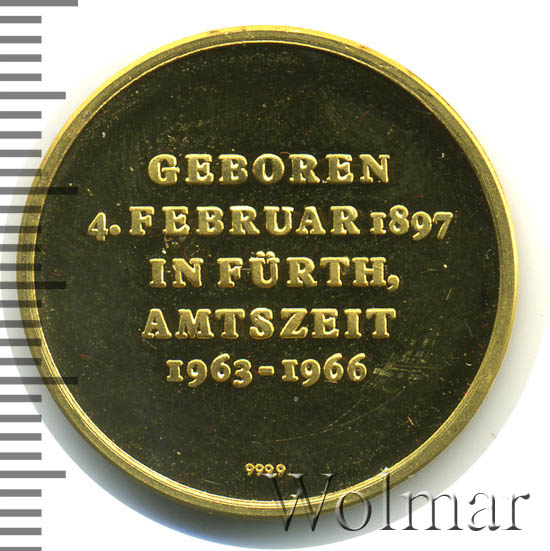 GEBOREN
4. FEBRUAR 1897
IN FÜRTH,
AMTSZEIT
1963-1966
999,9
Wolmar